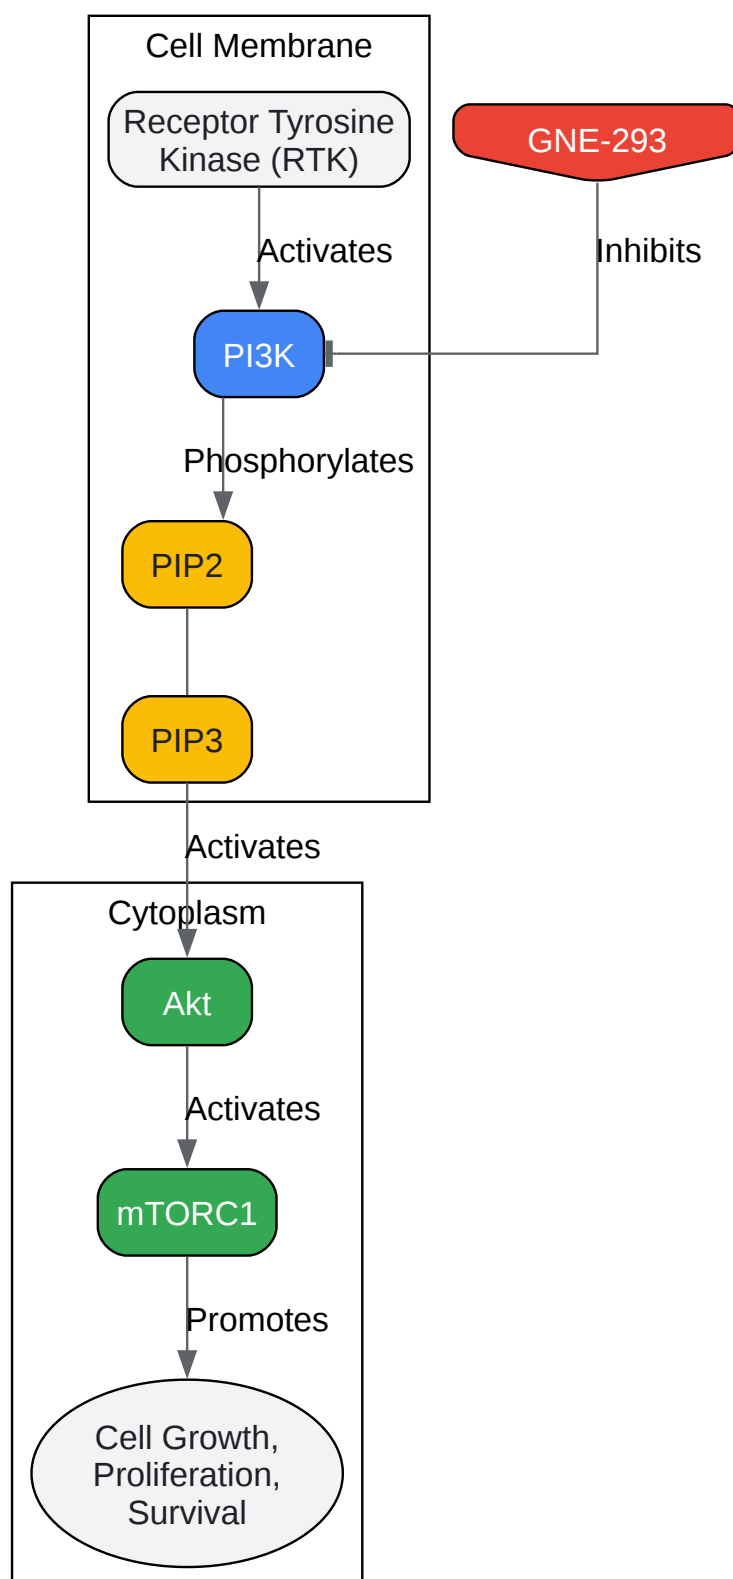 Cell Membrane
Receptor Tyrosine
Kinase (RTK)
GNE-293
Activates
Inhibits
PI3K
Phosphorylates
PIP2
PIP3
Activates
Cytoplasm
Akt
Activates
mTORC1
Promotes
Cell Growth,
Proliferation,
Survival